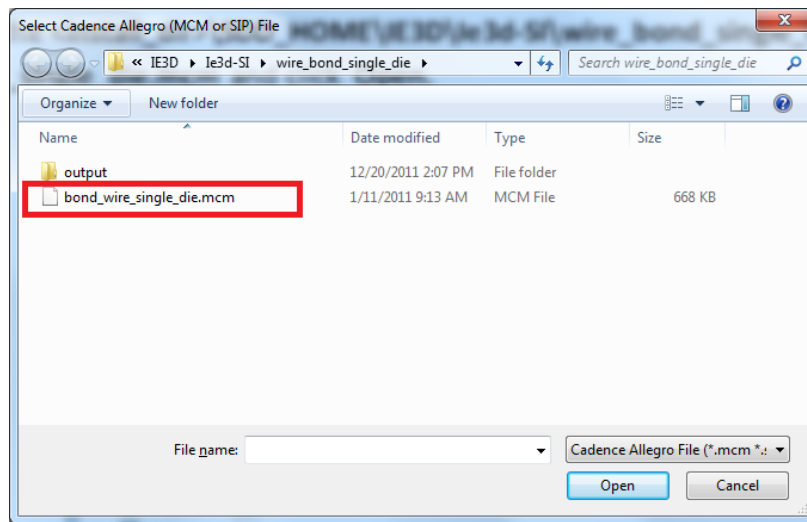 Select Cadence Allegro (MCM or SIP) File
« IE3D ▸ Ie3d-SI ▸ wire_bond_single_die ▸
Search wire_bond_single_die
Organize ▾ New folder
Name Date modified Type Size
output 12/20/2011 2:07 PM File folder
bond_wire_single_die.mcm 1/11/2011 9:13 AM MCM File 668 KB
File name: Cadence Allegro File (*.mcm *.s
Open Cancel